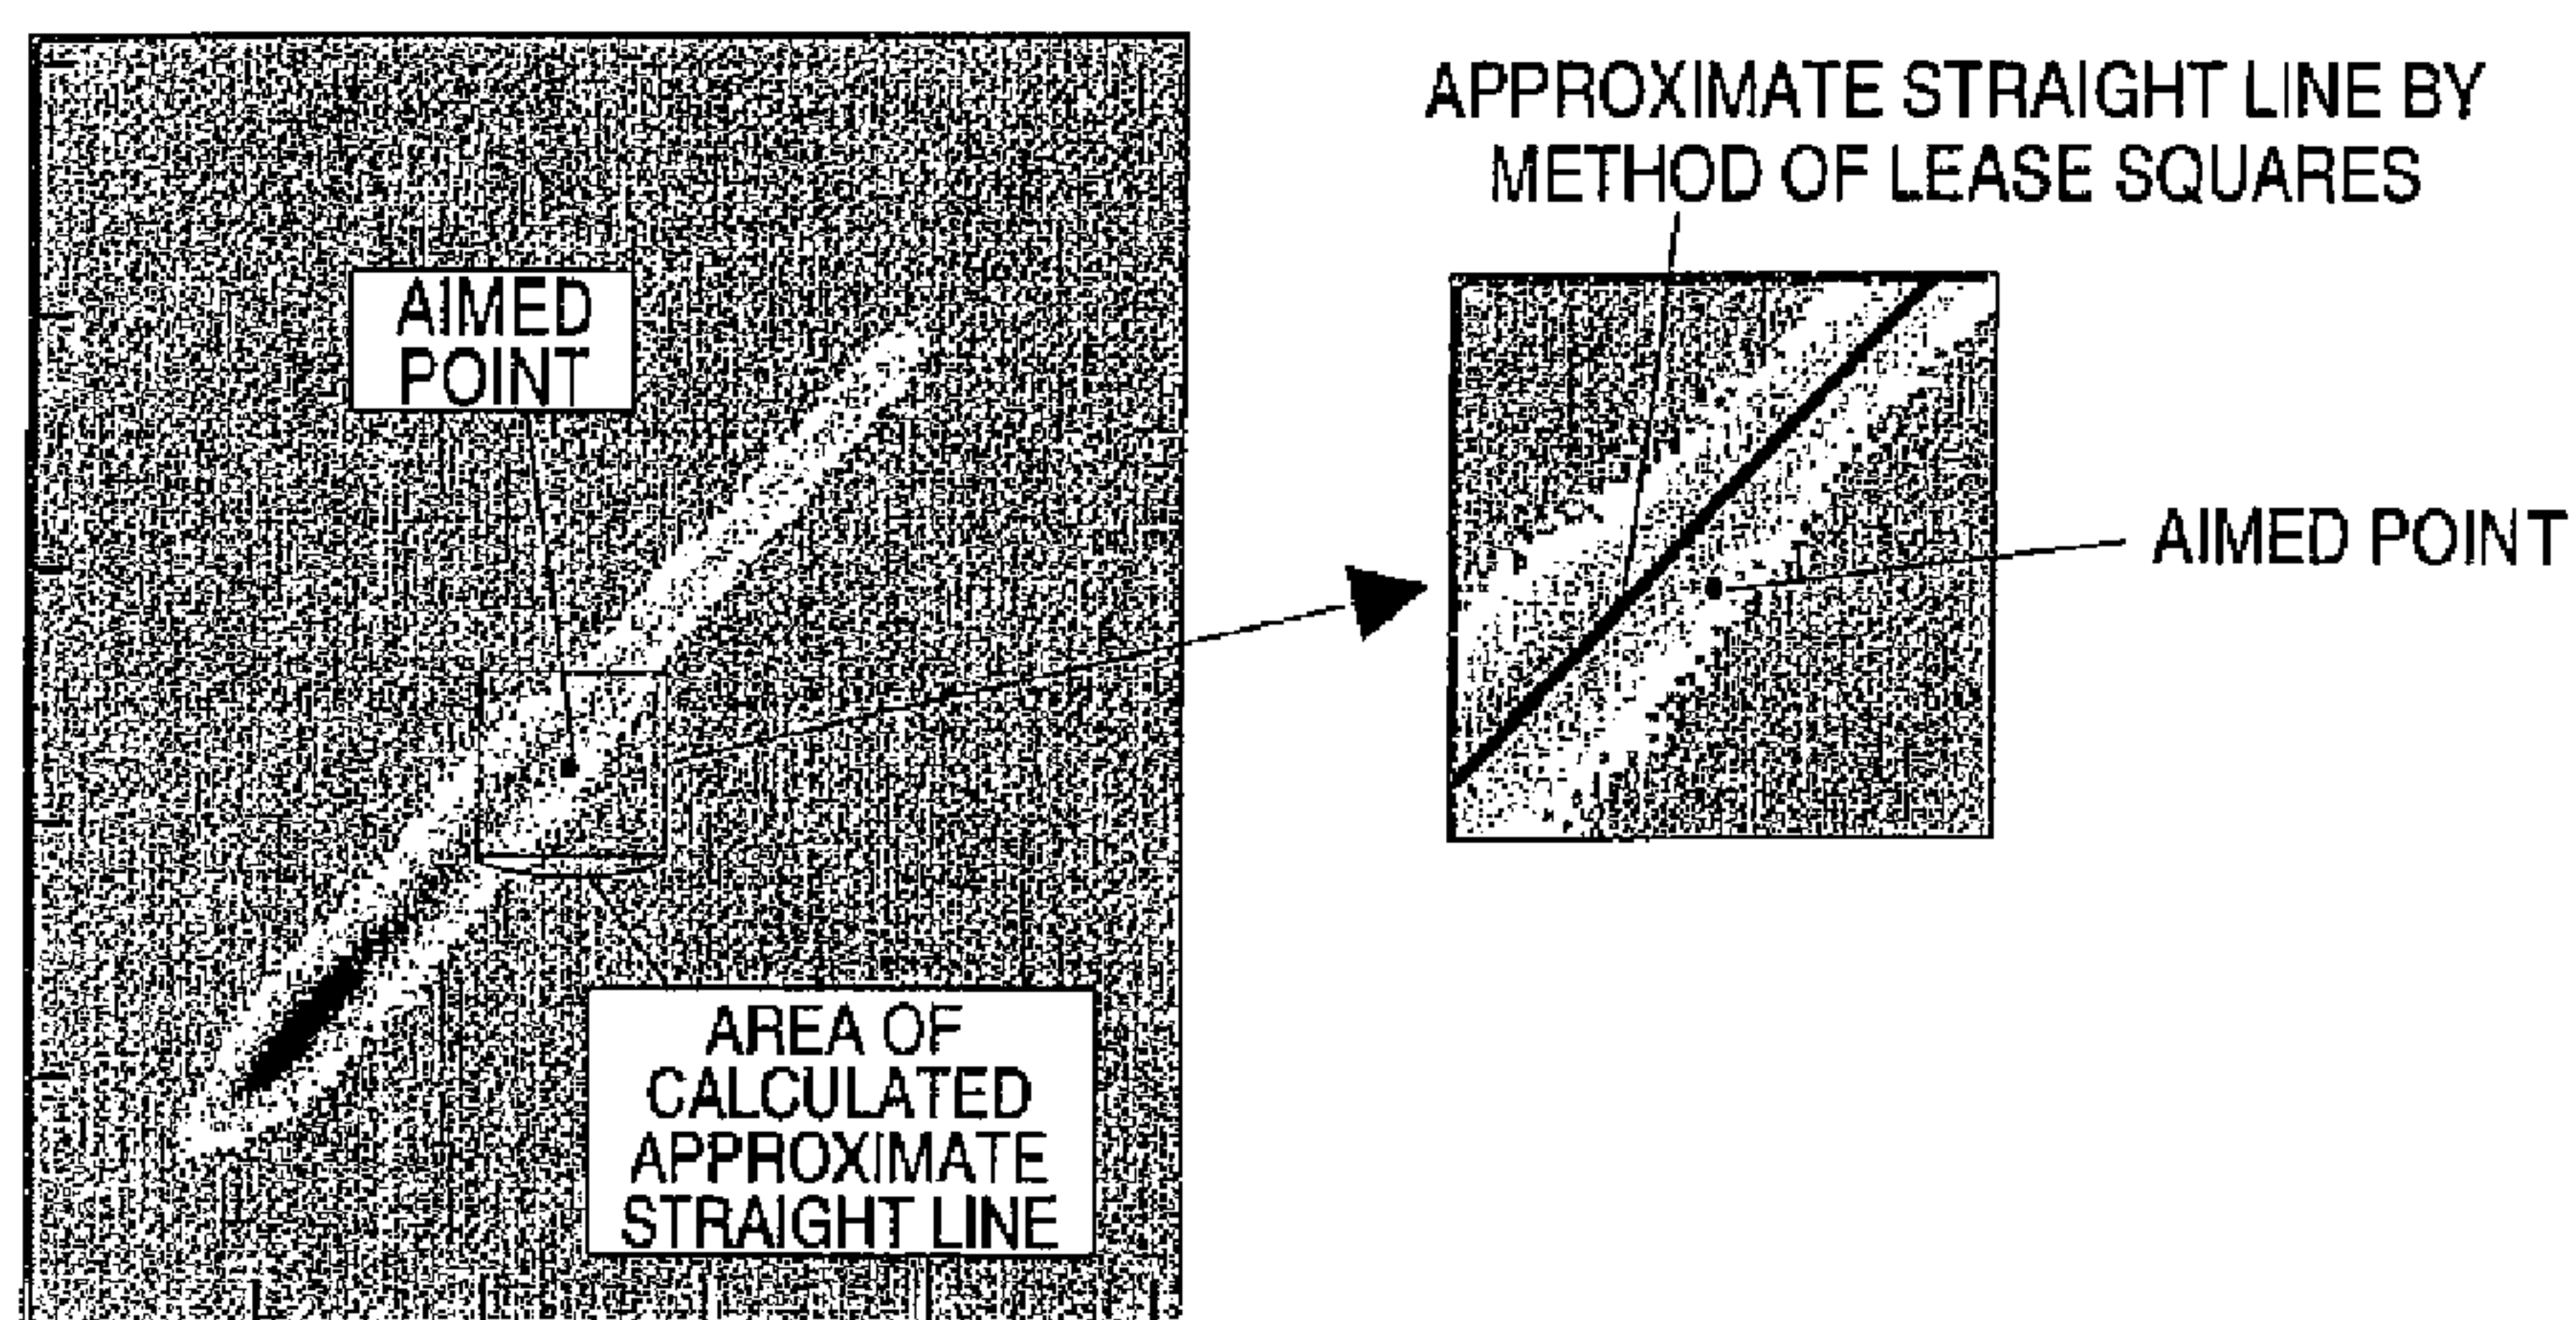 AIMED
POINT
AREA OF
CALCULATED
APPROXIMATE
STRAIGHT LINE
APPROXIMATE STRAIGHT LINE BY
METHOD OF LEASE SQUARES
AIMED POINT